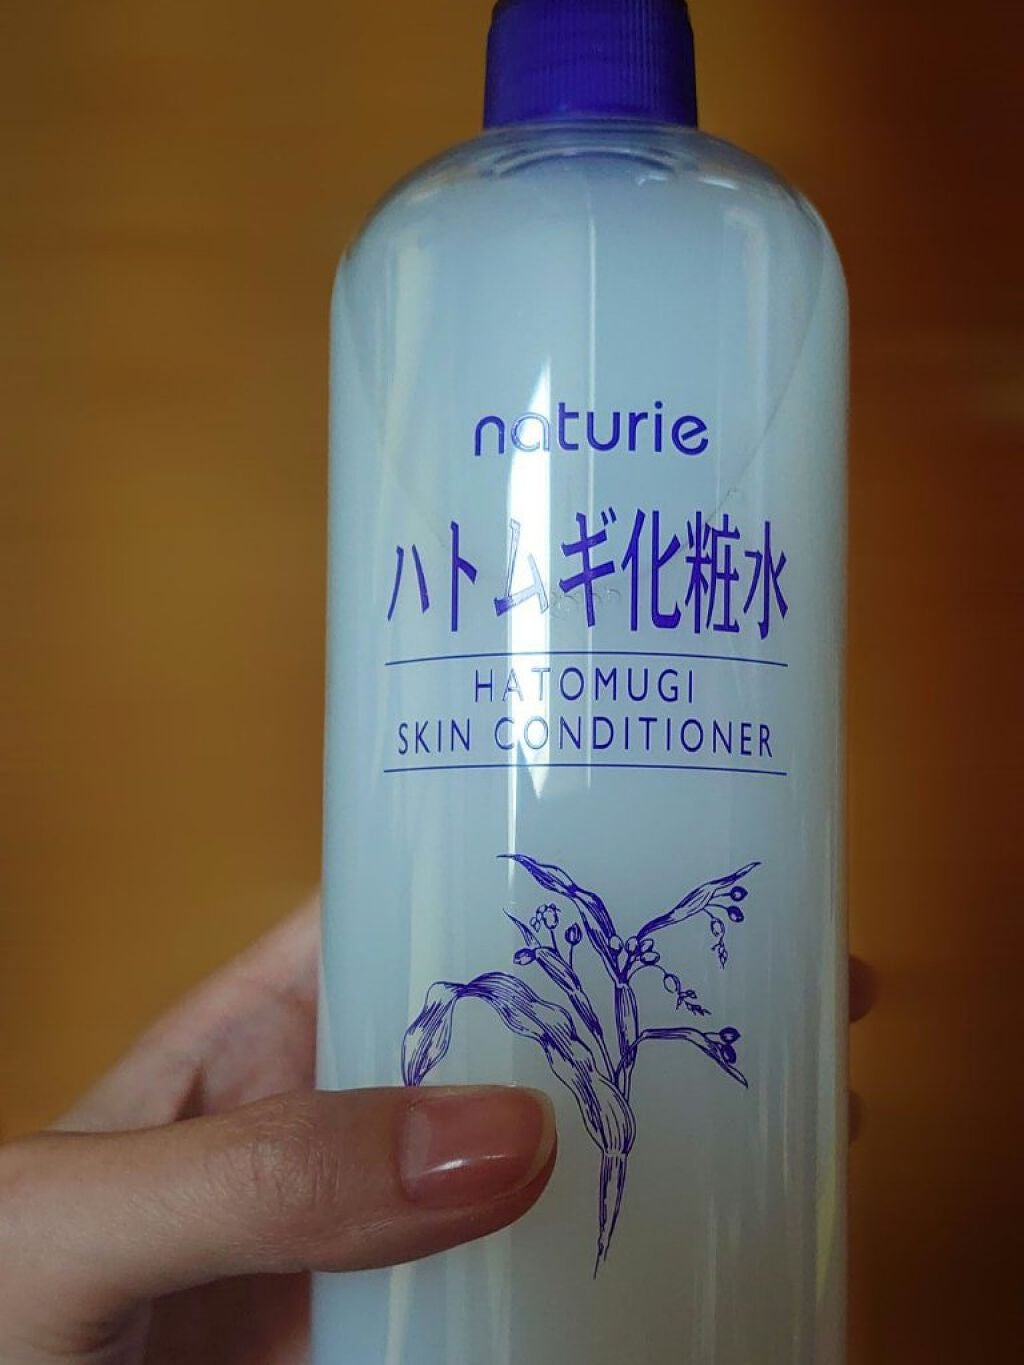 naturie
ハトムギ化粧水
HATOMUGI
SKIN CONDITIONER